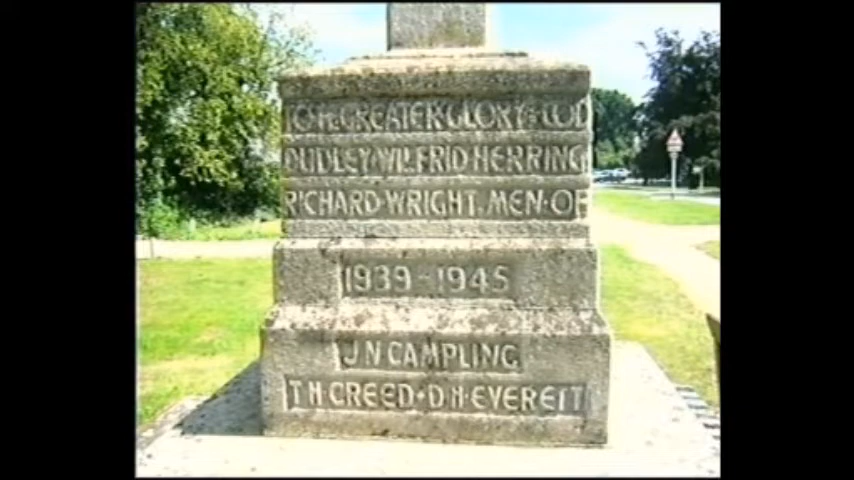 TO·THE·GREATER·GLORY·OF·GOD
DUDLEY·WILFRID·HERRING
RICHARD·WRIGHT. MEN·OF
1939-1945
J N CAMPLING
T H·CREED·D H·EVERETT